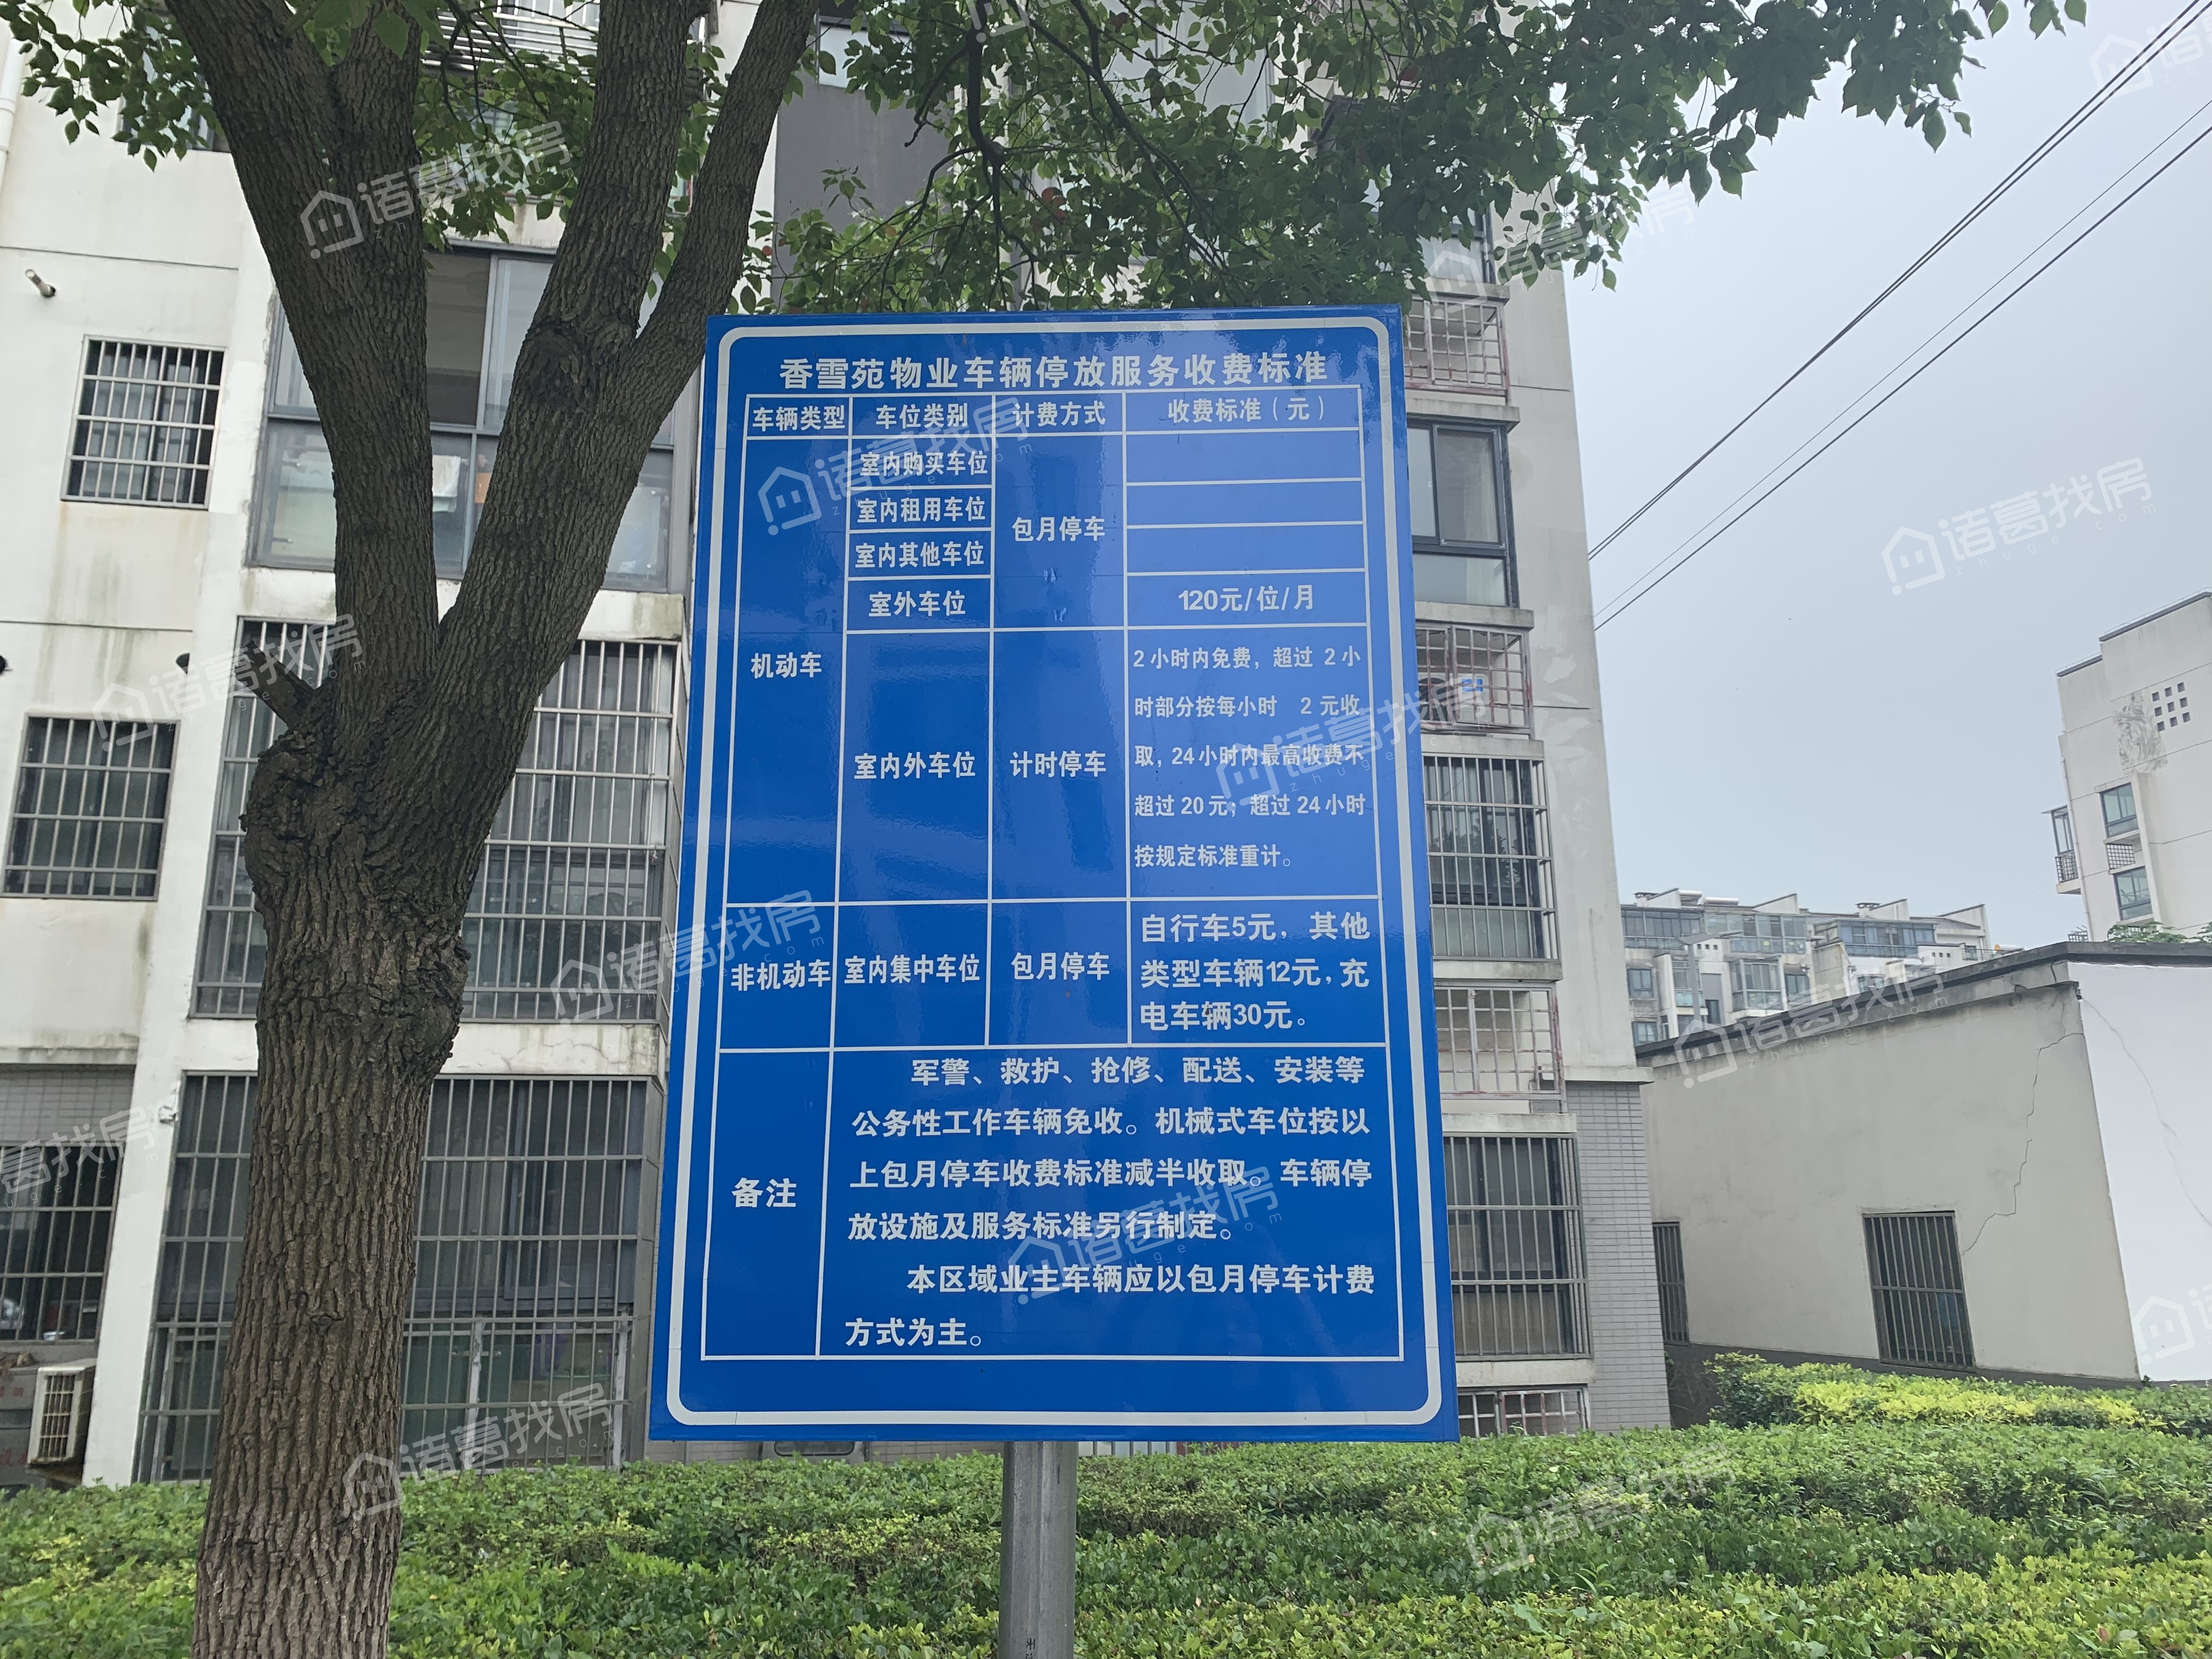 香雪苑物业车辆停放服务收费标准
车辆类型 车位类别 计费方式 收费标准（元）
机动车
室内购买车位
室内租用车位
室内其他车位
包月停车
室外车位
120元/位/月
室内外车位
计时停车
2小时内免费，超过 2小
时部分按每小时 2元收
取，24小时内最高收费不
超过20元；超过24小时
按规定标准重计。
非机动车 室内集中车位 包月停车
自行车5元，其他
类型车辆12元，充
电车辆30元。
备注
军警、救护、抢修、配送、安装等
公务性工作车辆免收。机械式车位按以
上包月停车收费标准减半收取。车辆停
放设施及服务标准另行制定。
本区域业主车辆应以包月停车计费
方式为主。
诸葛找房
zhuge.com